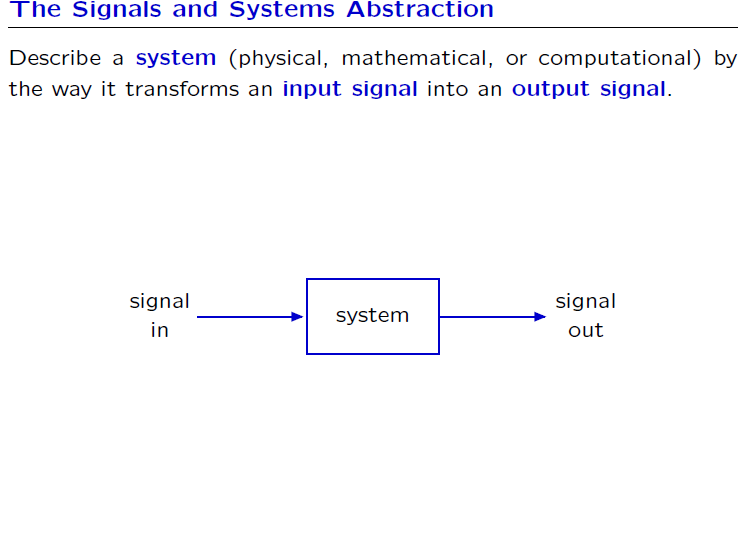 The Signals and Systems Abstraction
Describe a system (physical, mathematical, or computational) by
the way it transforms an input signal into an output signal.
signal
in
system
signal
out